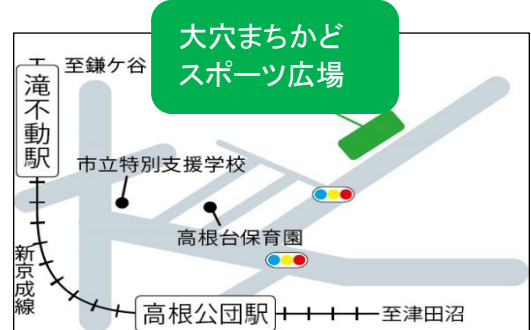 大穴まちかど
スポーツ広場
至鎌ケ谷
滝不動駅
市立特別支援学校
高根台保育園
新京成線
高根公団駅
至津田沼